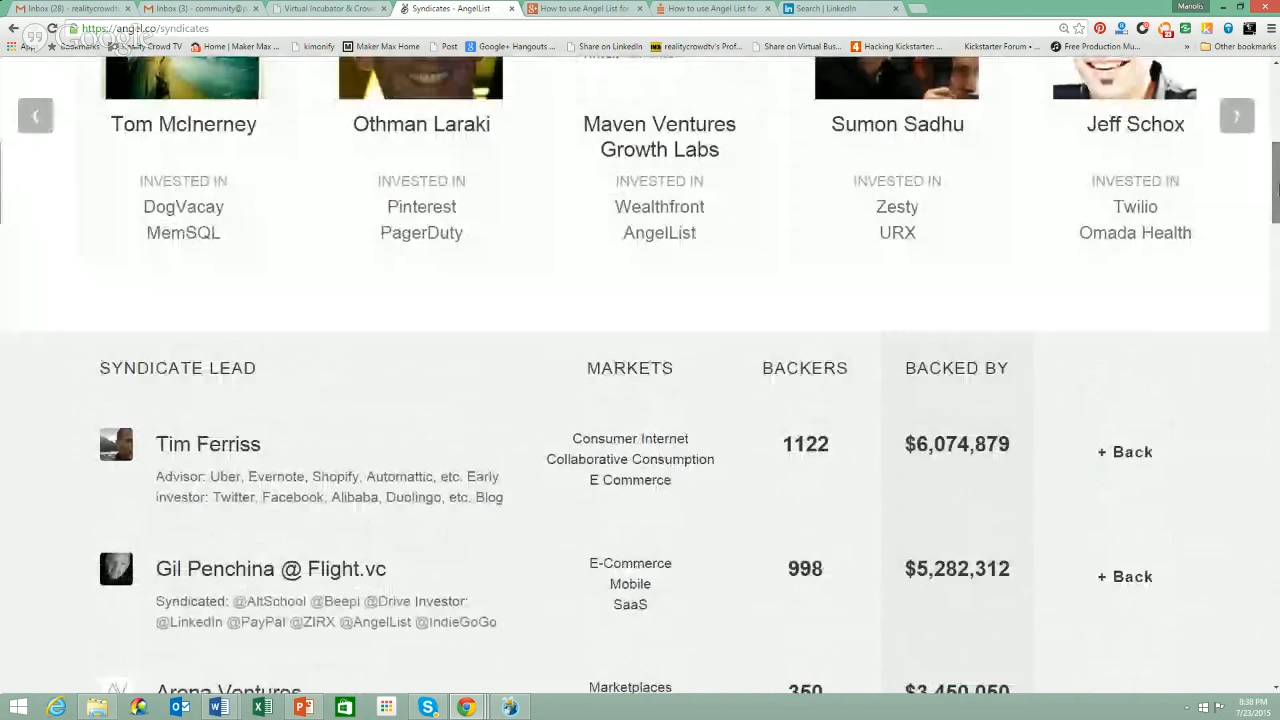 Inbox (28) - realitycrowdt
Inbox (3) - community@p
Virtual Incubator & Crow
Syndicates - AngelList
How to use Angel List for
How to use Angel List for
Search | LinkedIn
Manolis
https://angel.co/syndicates
Google
Bookmarks
Reality Crowd TV
Home | Maker Max
kimonify
Maker Max Home
Post
Google+ Hangouts ...
Share on LinkedIn
realitycrowdtv's Prof...
Share on Virtual Bus...
Hacking Kickstarter: ...
Kickstarter Forum • ...
Free Production Mu...
Other bookmarks
Tom McInerney
Othman Laraki
Maven Ventures
Growth Labs
Sumon Sadhu
Jeff Schox
INVESTED IN INVESTED IN INVESTED IN INVESTED IN INVESTED IN
DogVacay Pinterest Wealthfront Zesty Twilio
MemSQL PagerDuty AngelList URX Omada Health
SYNDICATE LEAD MARKETS BACKERS BACKED BY
Tim Ferriss
Advisor: Uber, Evernote, Shopify, Automattic, etc. Early
investor: Twitter, Facebook, Alibaba, Duolingo, etc. Blog
Consumer Internet
Collaborative Consumption
E Commerce
1122
$6,074,879
+ Back
Gil Penchina @ Flight.vc
Syndicated: @AltSchool @Beepi @Drive Investor:
@LinkedIn @PayPal @ZIRX @AngelList @IndieGoGo
E-Commerce
Mobile
SaaS
998
$5,282,312
+ Back
Arena Ventures
Marketplaces
350
$3,450,050
8:38 PM
7/23/2015